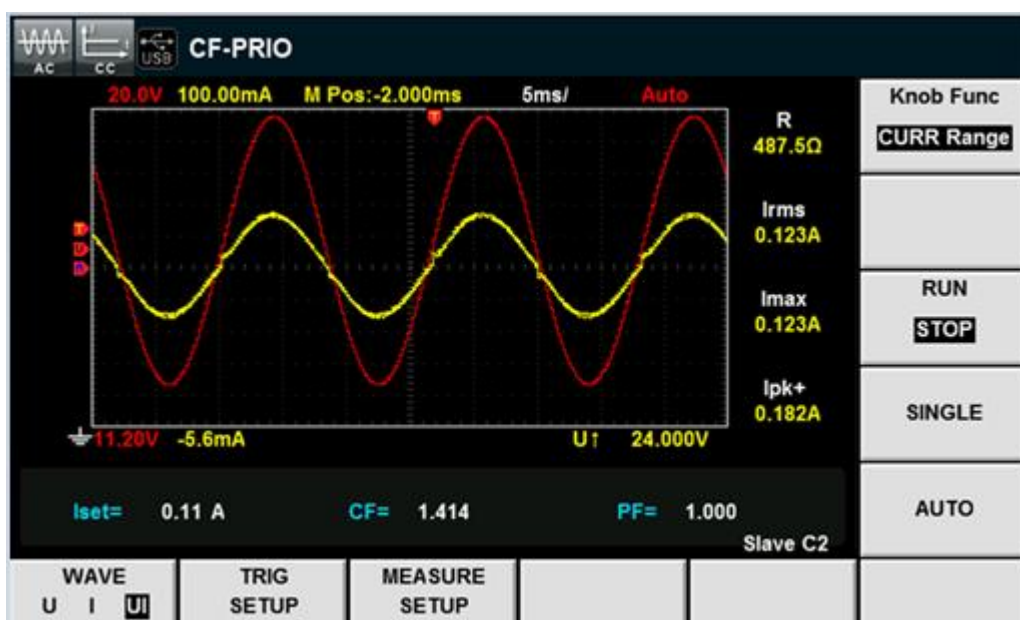 AC CC USB CF-PRIO
20.0V 100.00mA M Pos:-2.000ms 5ms/ Auto
T
T
U
R
487.5Ω
Irms
0.123A
Imax
0.123A
Ipk+
0.182A
11.20V -5.6mA U↑ 24.000V
Iset= 0.11 A CF= 1.414 PF= 1.000
Slave C2
Knob Func
CURR Range
RUN
STOP
SINGLE
AUTO
WAVE
U I UI
TRIG
SETUP
MEASURE
SETUP